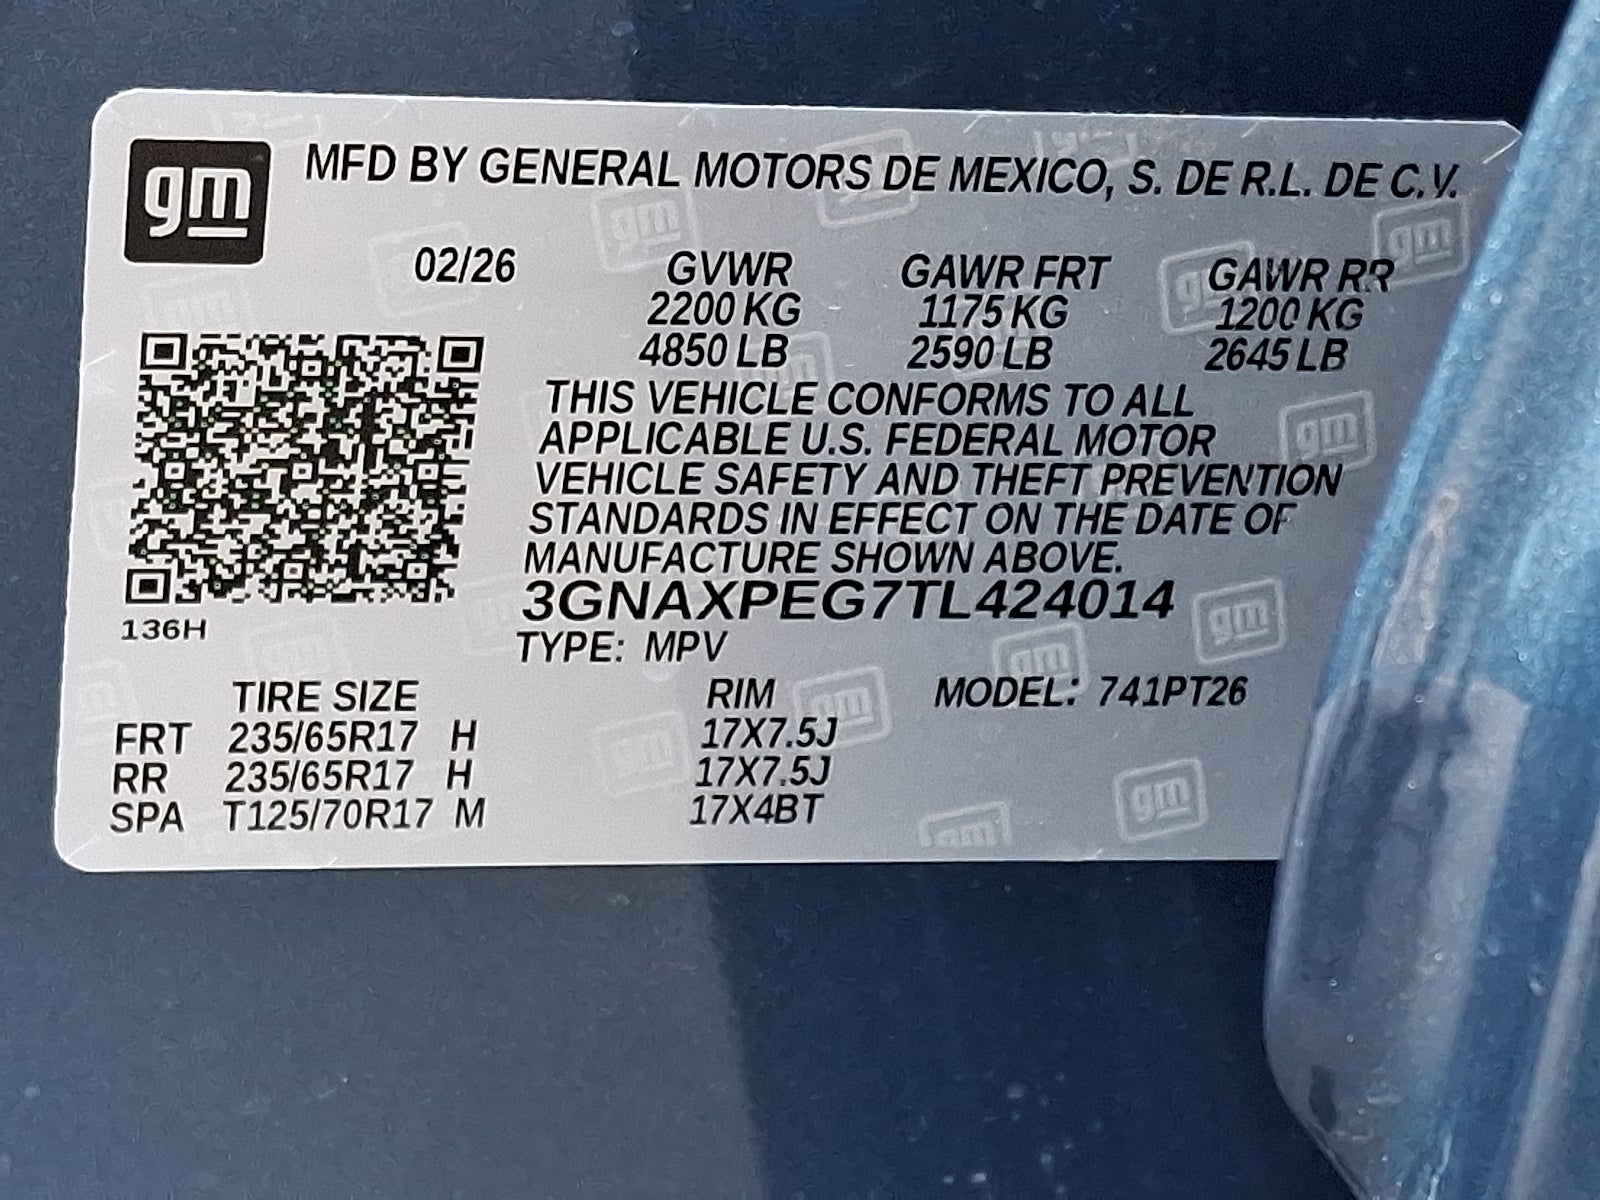 gm MFD BY GENERAL MOTORS DE MEXICO, S. DE R.L. DE C.V.
02/26 GVWR GAWR FRT GAWR RR
2200 KG 1175 KG 1200 KG
4850 LB 2590 LB 2645 LB
THIS VEHICLE CONFORMS TO ALL
APPLICABLE U.S. FEDERAL MOTOR
VEHICLE SAFETY AND THEFT PREVENTION
STANDARDS IN EFFECT ON THE DATE OF
MANUFACTURE SHOWN ABOVE.
3GNAXPEG7TL424014
136H
TYPE: MPV
TIRE SIZE RIM MODEL: 741PT26
FRT 235/65R17 H 17X7.5J
RR 235/65R17 H 17X7.5J
SPA T125/70R17 M 17X4BT